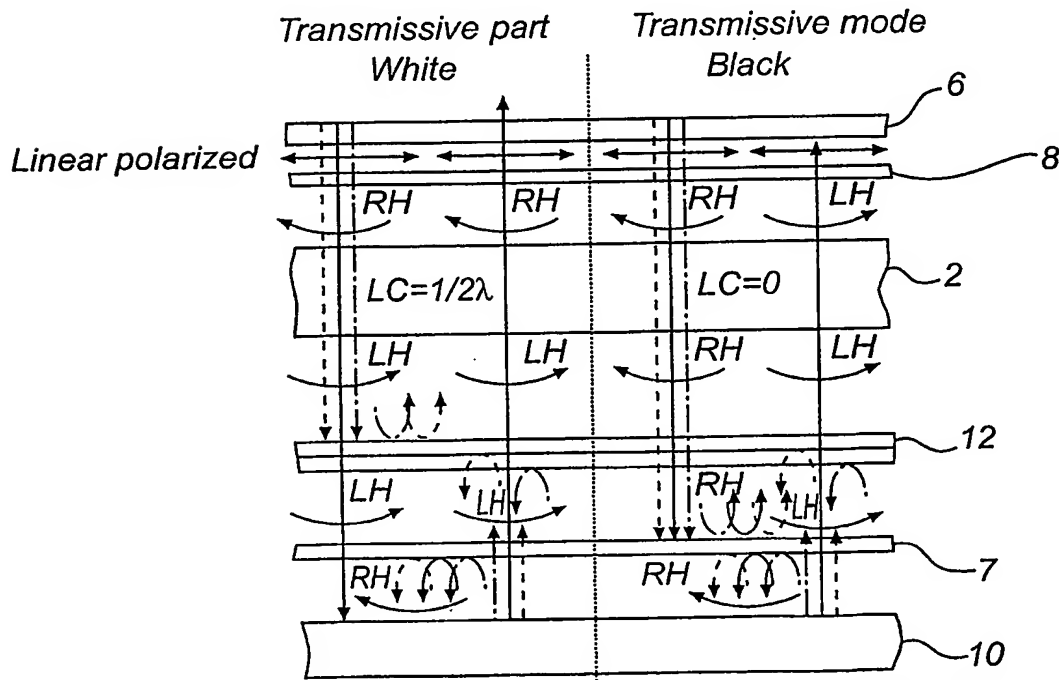 Transmissive part
White
Transmissive mode
Black
6
Linear polarized
8
RH RH RH LH
LC=1/2λ LC=0
2
LH LH RH LH
12
LH LH RH LH
7
RH RH
10